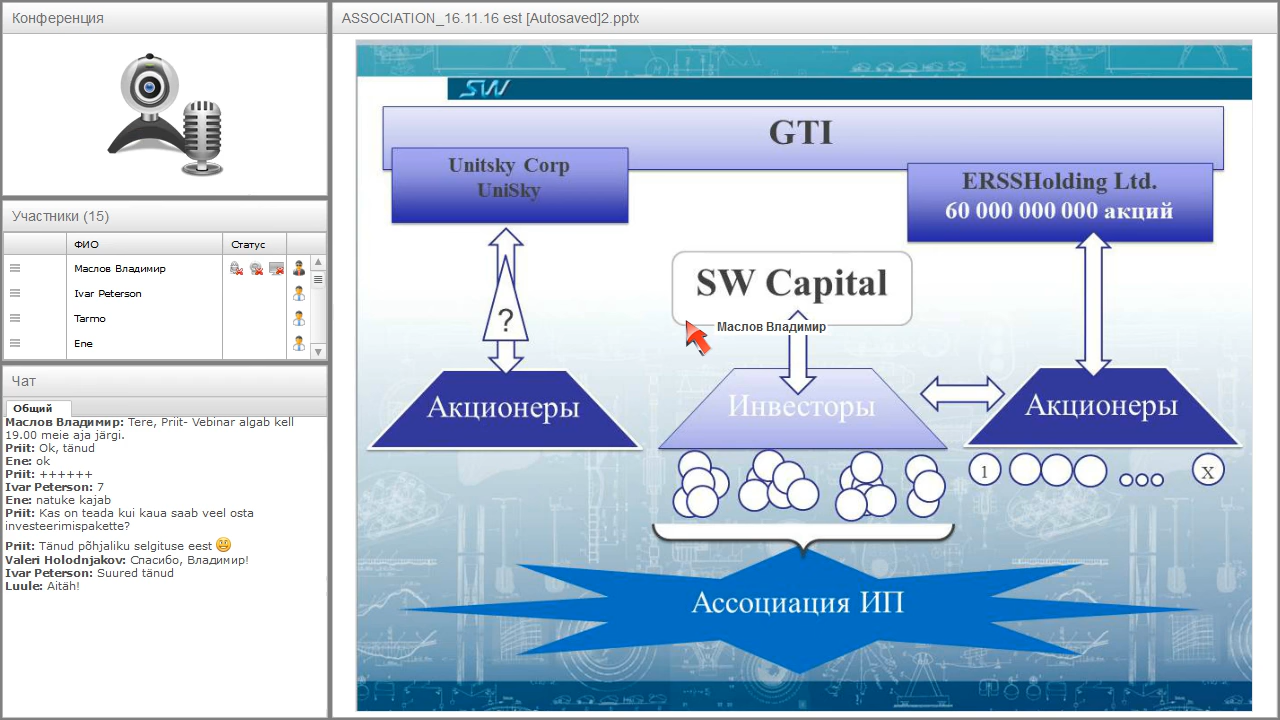 Конференция
Участники (15)
ФИО
Статус
Маслов Владимир
Ivar Peterson
Tarmo
Ene
Чат
Общий
Маслов Владимир: Tere, Priit- Vebinar algab kell
19.00 meie aja järgi.
Priit: Ok, tänud
Ene: ok
Priit: +++++++
Ivar Peterson: 7
Ene: natuke kajab
Priit: Kas on teada kui kaua saab veel osta
investeerimispakette?
Priit: Tänud põhjaliku selgituse eest
Valeri Holodnjakov: Спасибо, Владимир!
Ivar Peterson: Suured tänud
Luule: Aitäh!
ASSOCIATION_16.11.16 est [Autosaved]2.pptx
SW
GTI
Unitsky Corp
UniSky
ERSSHolding Ltd.
60 000 000 000 акций
SW Capital
Маслов Владимир
?
Акционеры
Инвесторы
Акционеры
1
X
Ассоциация ИП